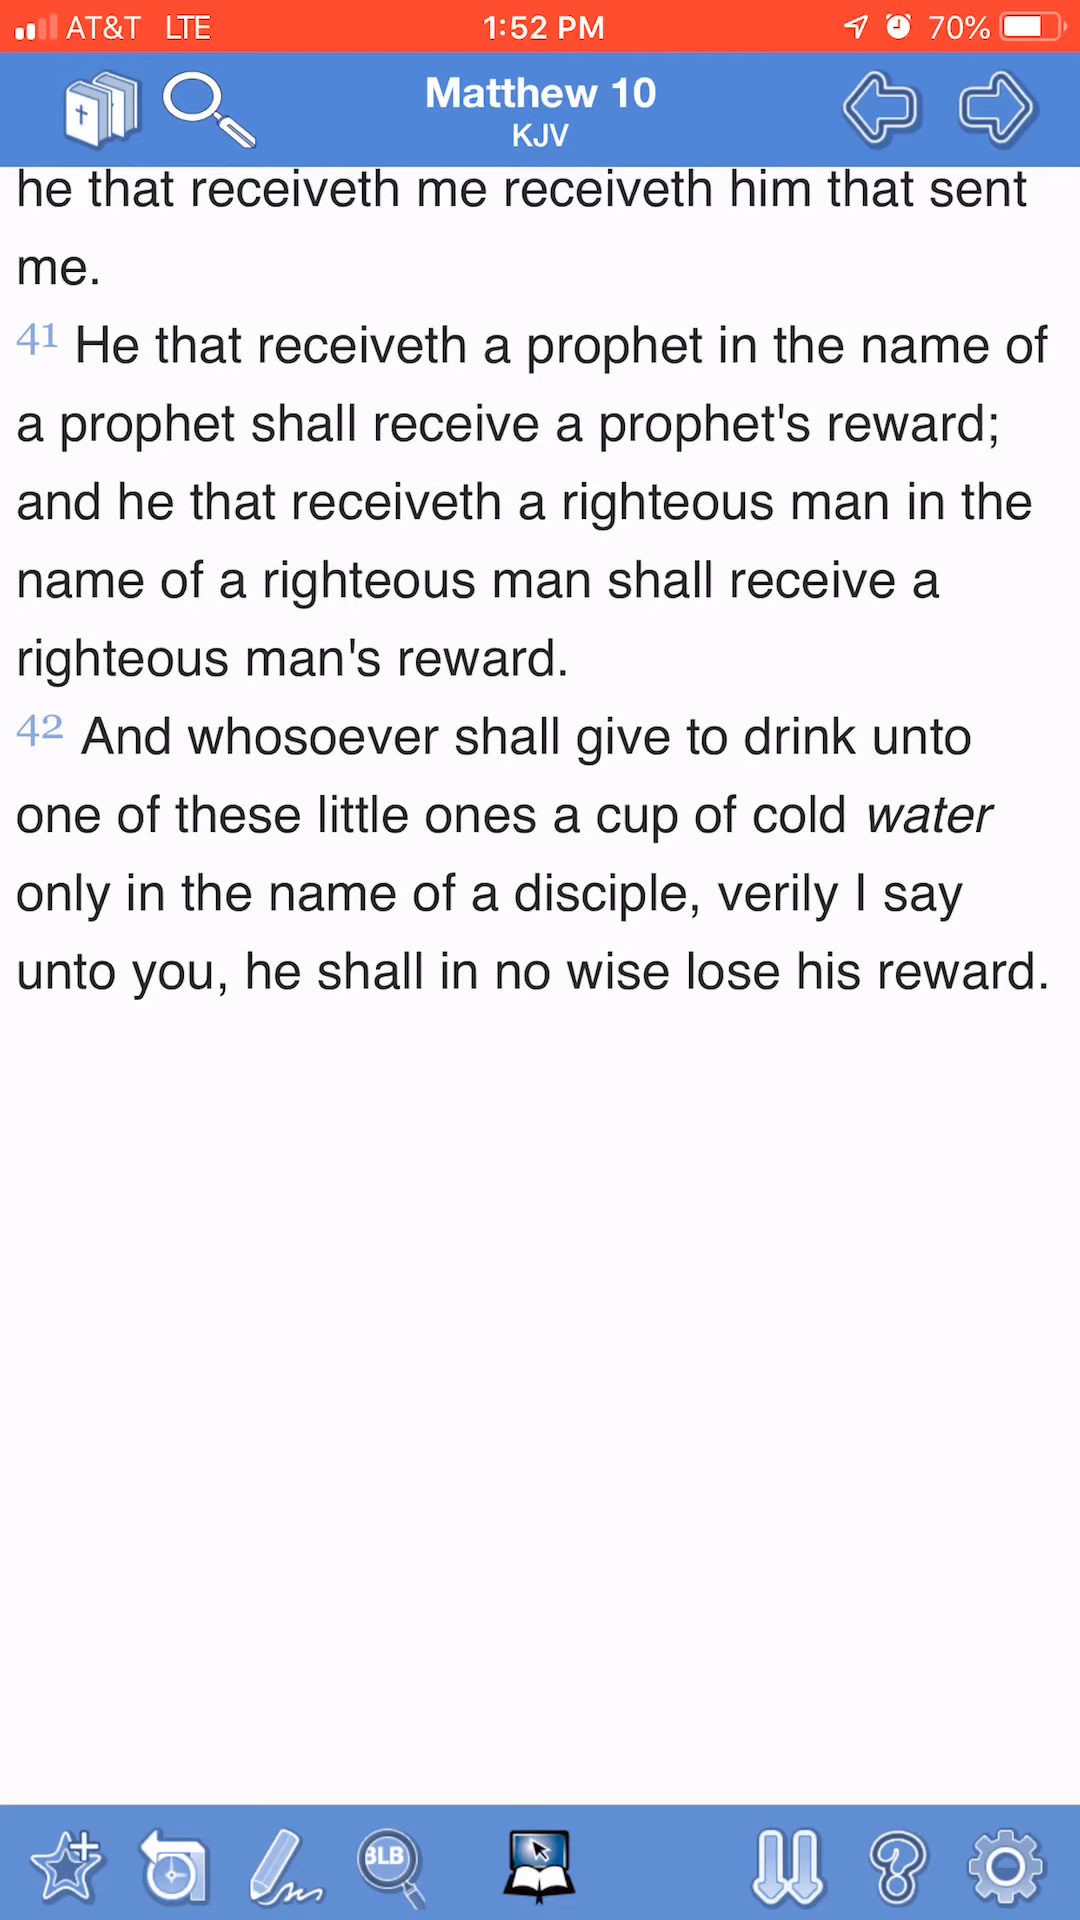 AT&T LTE 1:52 PM 70%
Matthew 10
KJV
he that receiveth me receiveth him that sent
me.
41 He that receiveth a prophet in the name of
a prophet shall receive a prophet's reward;
and he that receiveth a righteous man in the
name of a righteous man shall receive a
righteous man's reward.
42 And whosoever shall give to drink unto
one of these little ones a cup of cold water
only in the name of a disciple, verily I say
unto you, he shall in no wise lose his reward.
BLB